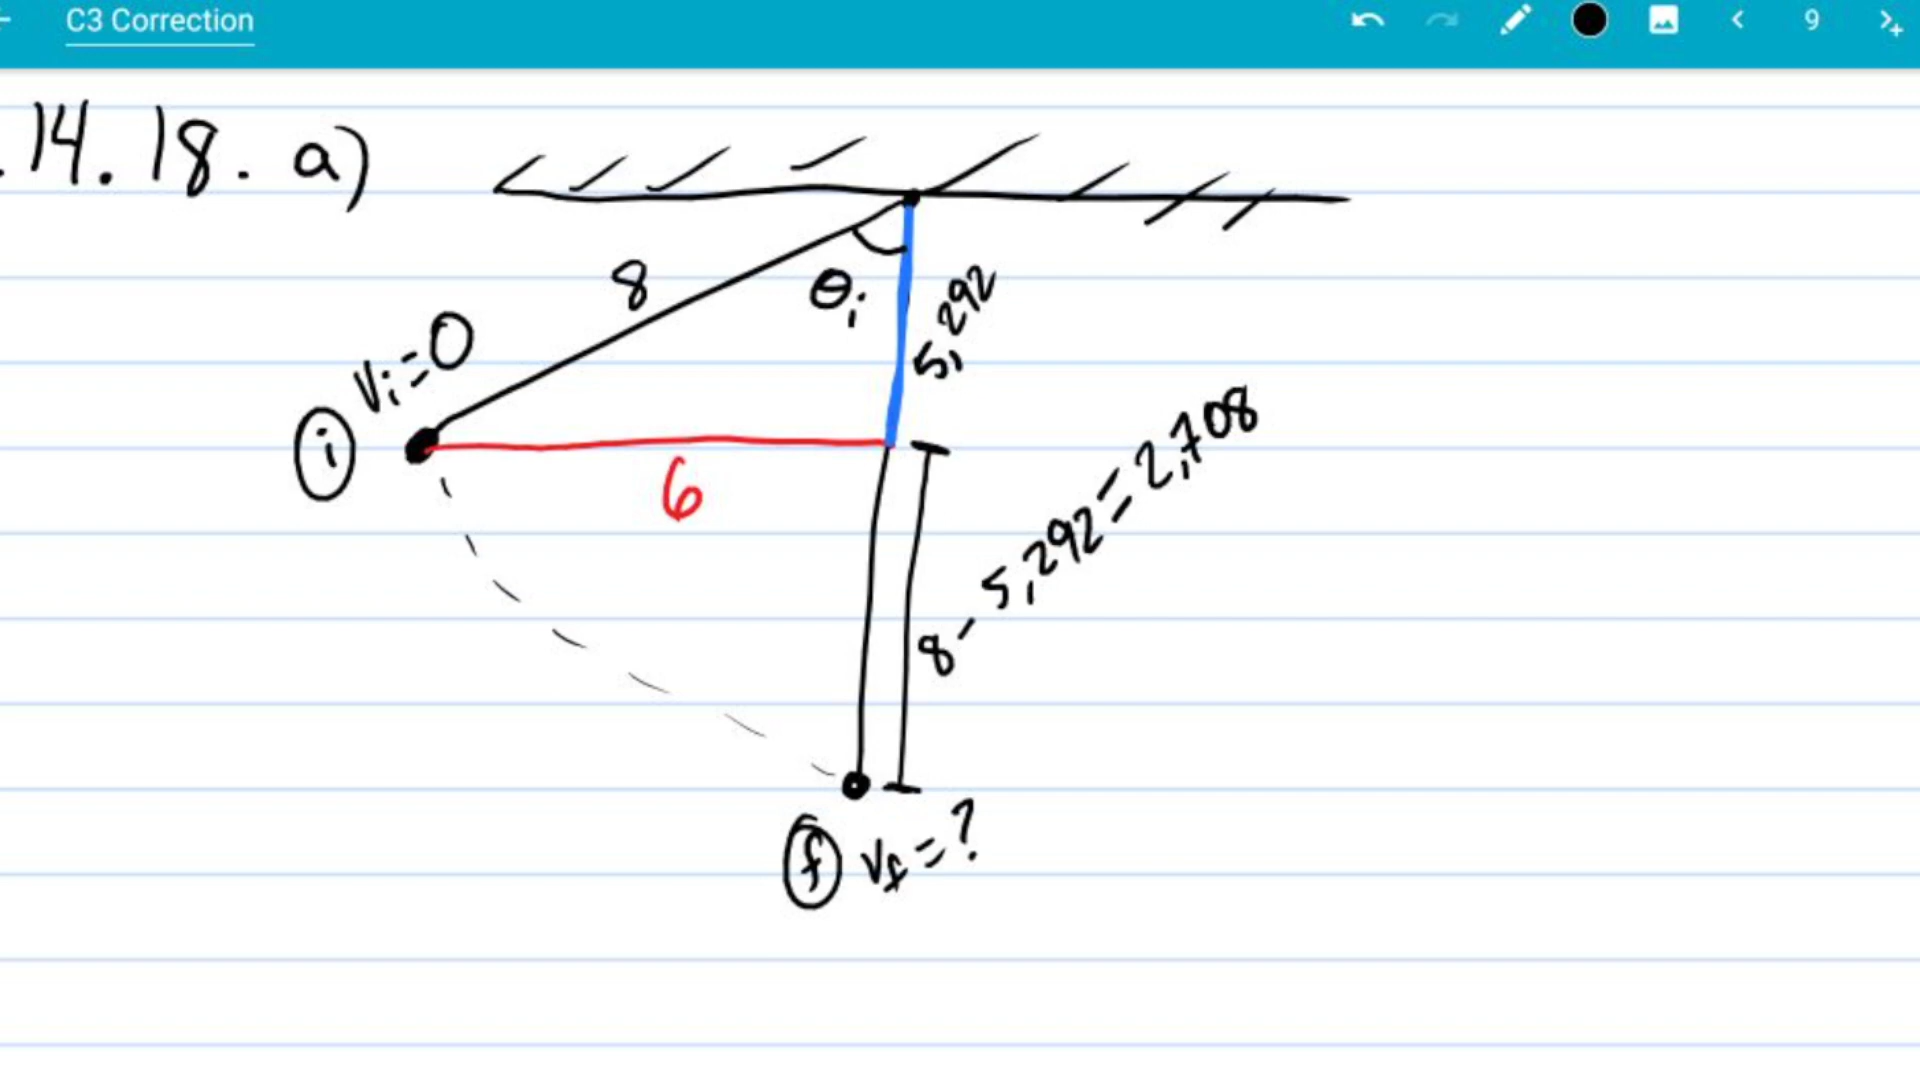 C3 Correction
9
.14.18. a)
8
θi
5,292
Vi=0
i
6
8-5,292=2,708
f Vf=?